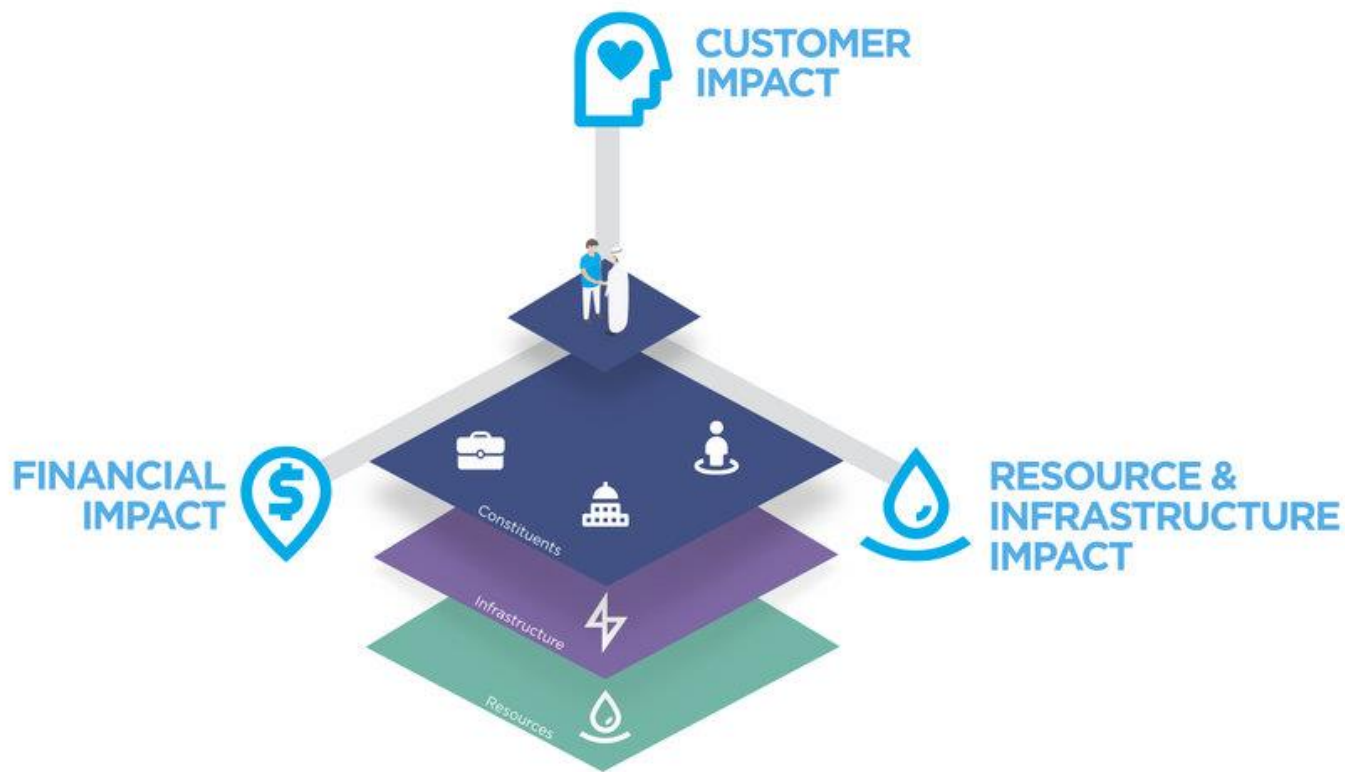 CUSTOMER
IMPACT
FINANCIAL
IMPACT
RESOURCE &
INFRASTRUCTURE
IMPACT
Constituents
Infrastructure
Resources